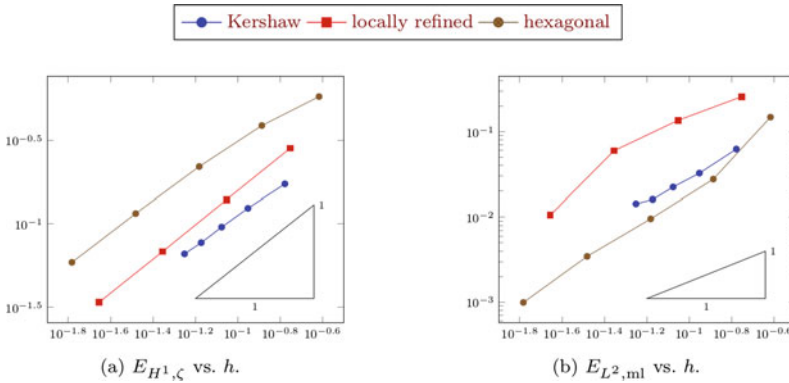 Kershaw locally refined hexagonal
10^{-0.5}
10^{-1}
10^{-1.5}
1
1
10^{-1.8} 10^{-1.6} 10^{-1.4} 10^{-1.2} 10^{-1} 10^{-0.8} 10^{-0.6}
(a) E_{H^1,ζ} vs. h.
10^{-1}
10^{-2}
10^{-3}
1
1
10^{-1.8} 10^{-1.6} 10^{-1.4} 10^{-1.2} 10^{-1} 10^{-0.8} 10^{-0.6}
(b) E_{L^2,ml} vs. h.